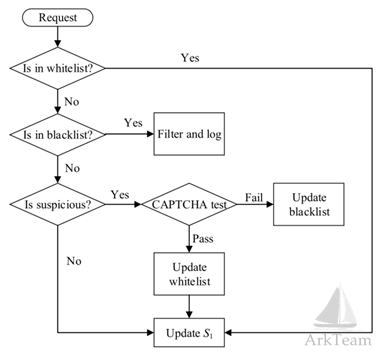 Request
Is in whitelist?
Yes
No
Is in blacklist?
Yes
Filter and log
No
Is suspicious?
Yes
CAPTCHA test
Fail
Update
blacklist
Pass
No
Update
whitelist
Update S₁
ArkTeam